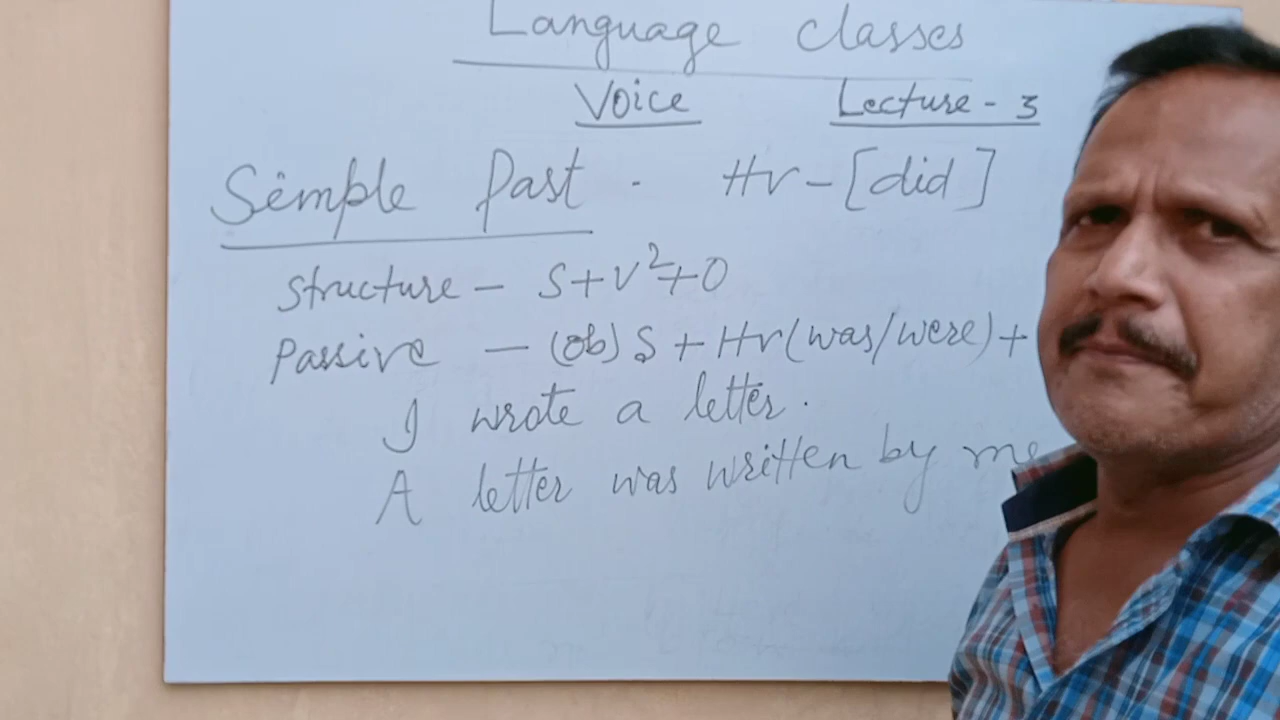 Language Classes
Voice Lecture - 3
Simple Past - Hv - [did]
Structure - S+V²+O
Passive - (ob) S + Hv (was/were) +
I wrote a letter.
A letter was written by me